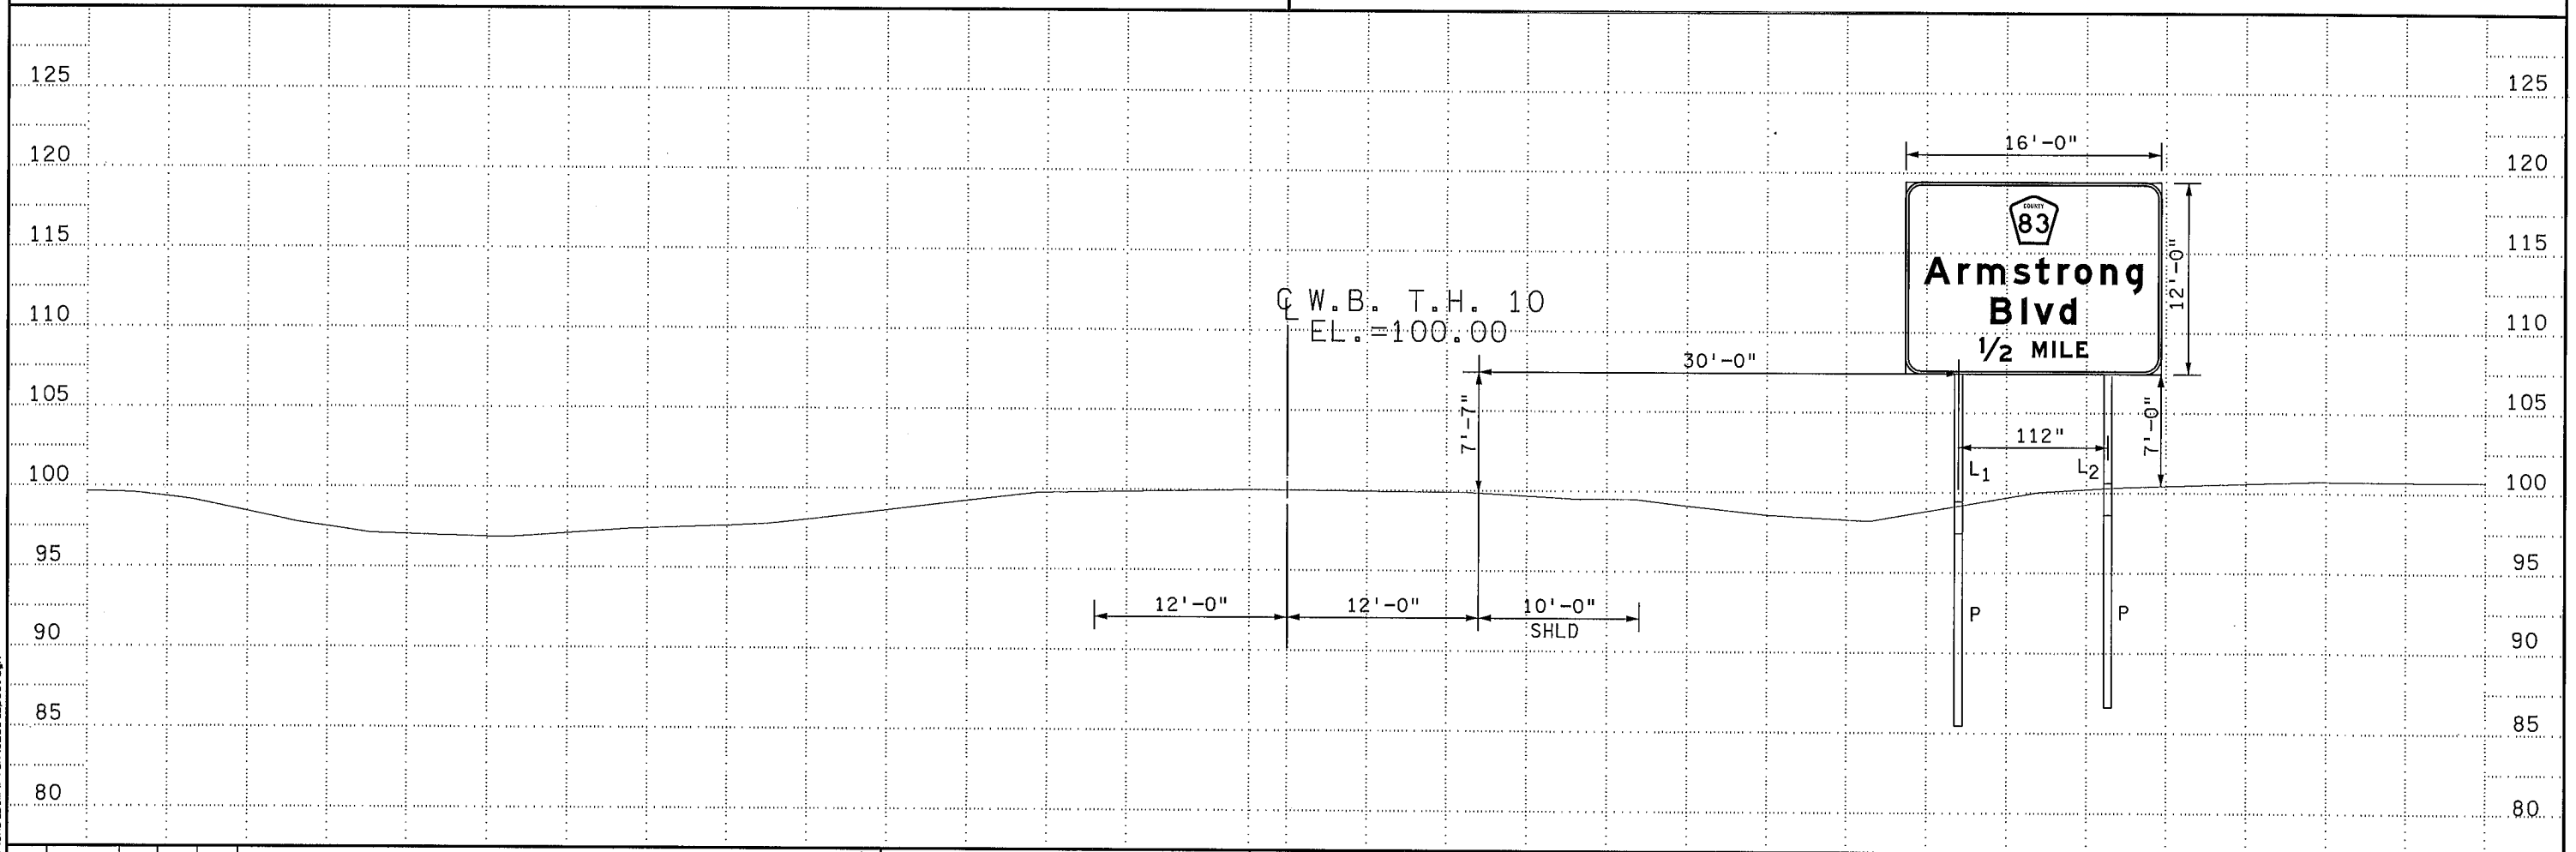 125 125
120 120
115 115
110 110
105 105
100 100
95 95
90 90
85 85
80 80
℄ W.B. T.H. 10
EL.=100.00
16'-0"
12'-0"
COUNTY
83
Armstrong
Blvd
1/2 MILE
30'-0"
7'-7"
112"
7'-0"
L1 L2
12'-0" 12'-0" 10'-0"
SHLD
P P